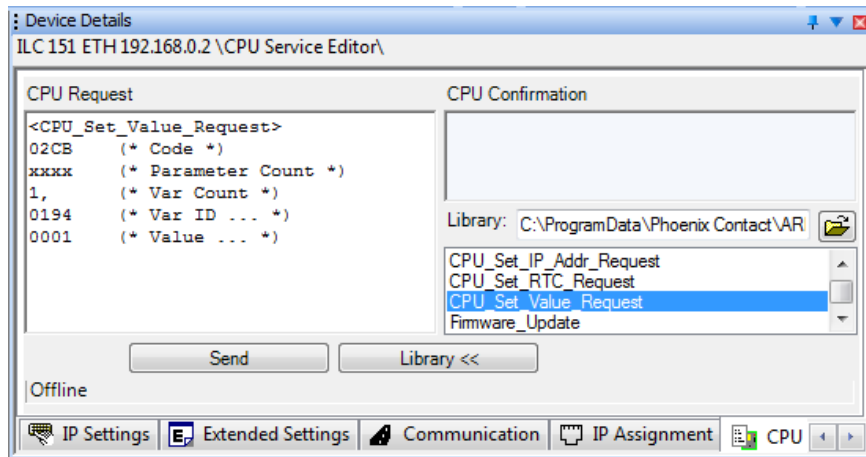 Device Details
ILC 151 ETH 192.168.0.2 \CPU Service Editor\
CPU Request
<CPU_Set_Value_Request>
02CB (* Code *)
xxxx (* Parameter Count *)
1, (* Var Count *)
0194 (* Var ID ... *)
0001 (* Value ... *)
CPU Confirmation
Library: C:\ProgramData\Phoenix Contact\AR
CPU_Set_IP_Addr_Request
CPU_Set_RTC_Request
CPU_Set_Value_Request
Firmware_Update
Send
Library <<
Offline
IP Settings
Extended Settings
Communication
IP Assignment
CPU